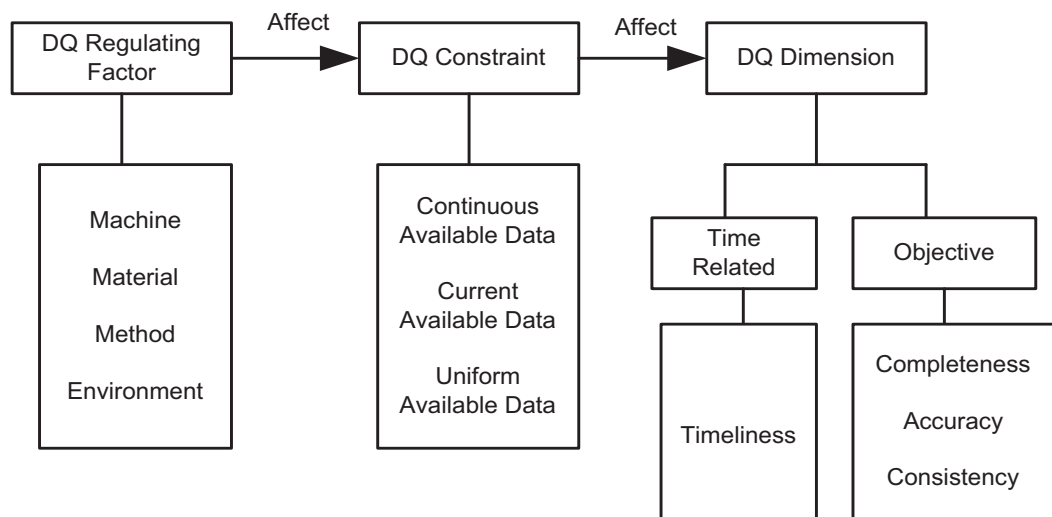 DQ Regulating
Factor
Affect
DQ Constraint
Affect
DQ Dimension
Machine
Material
Method
Environment
Continuous
Available Data
Current
Available Data
Uniform
Available Data
Time
Related
Objective
Timeliness
Completeness
Accuracy
Consistency